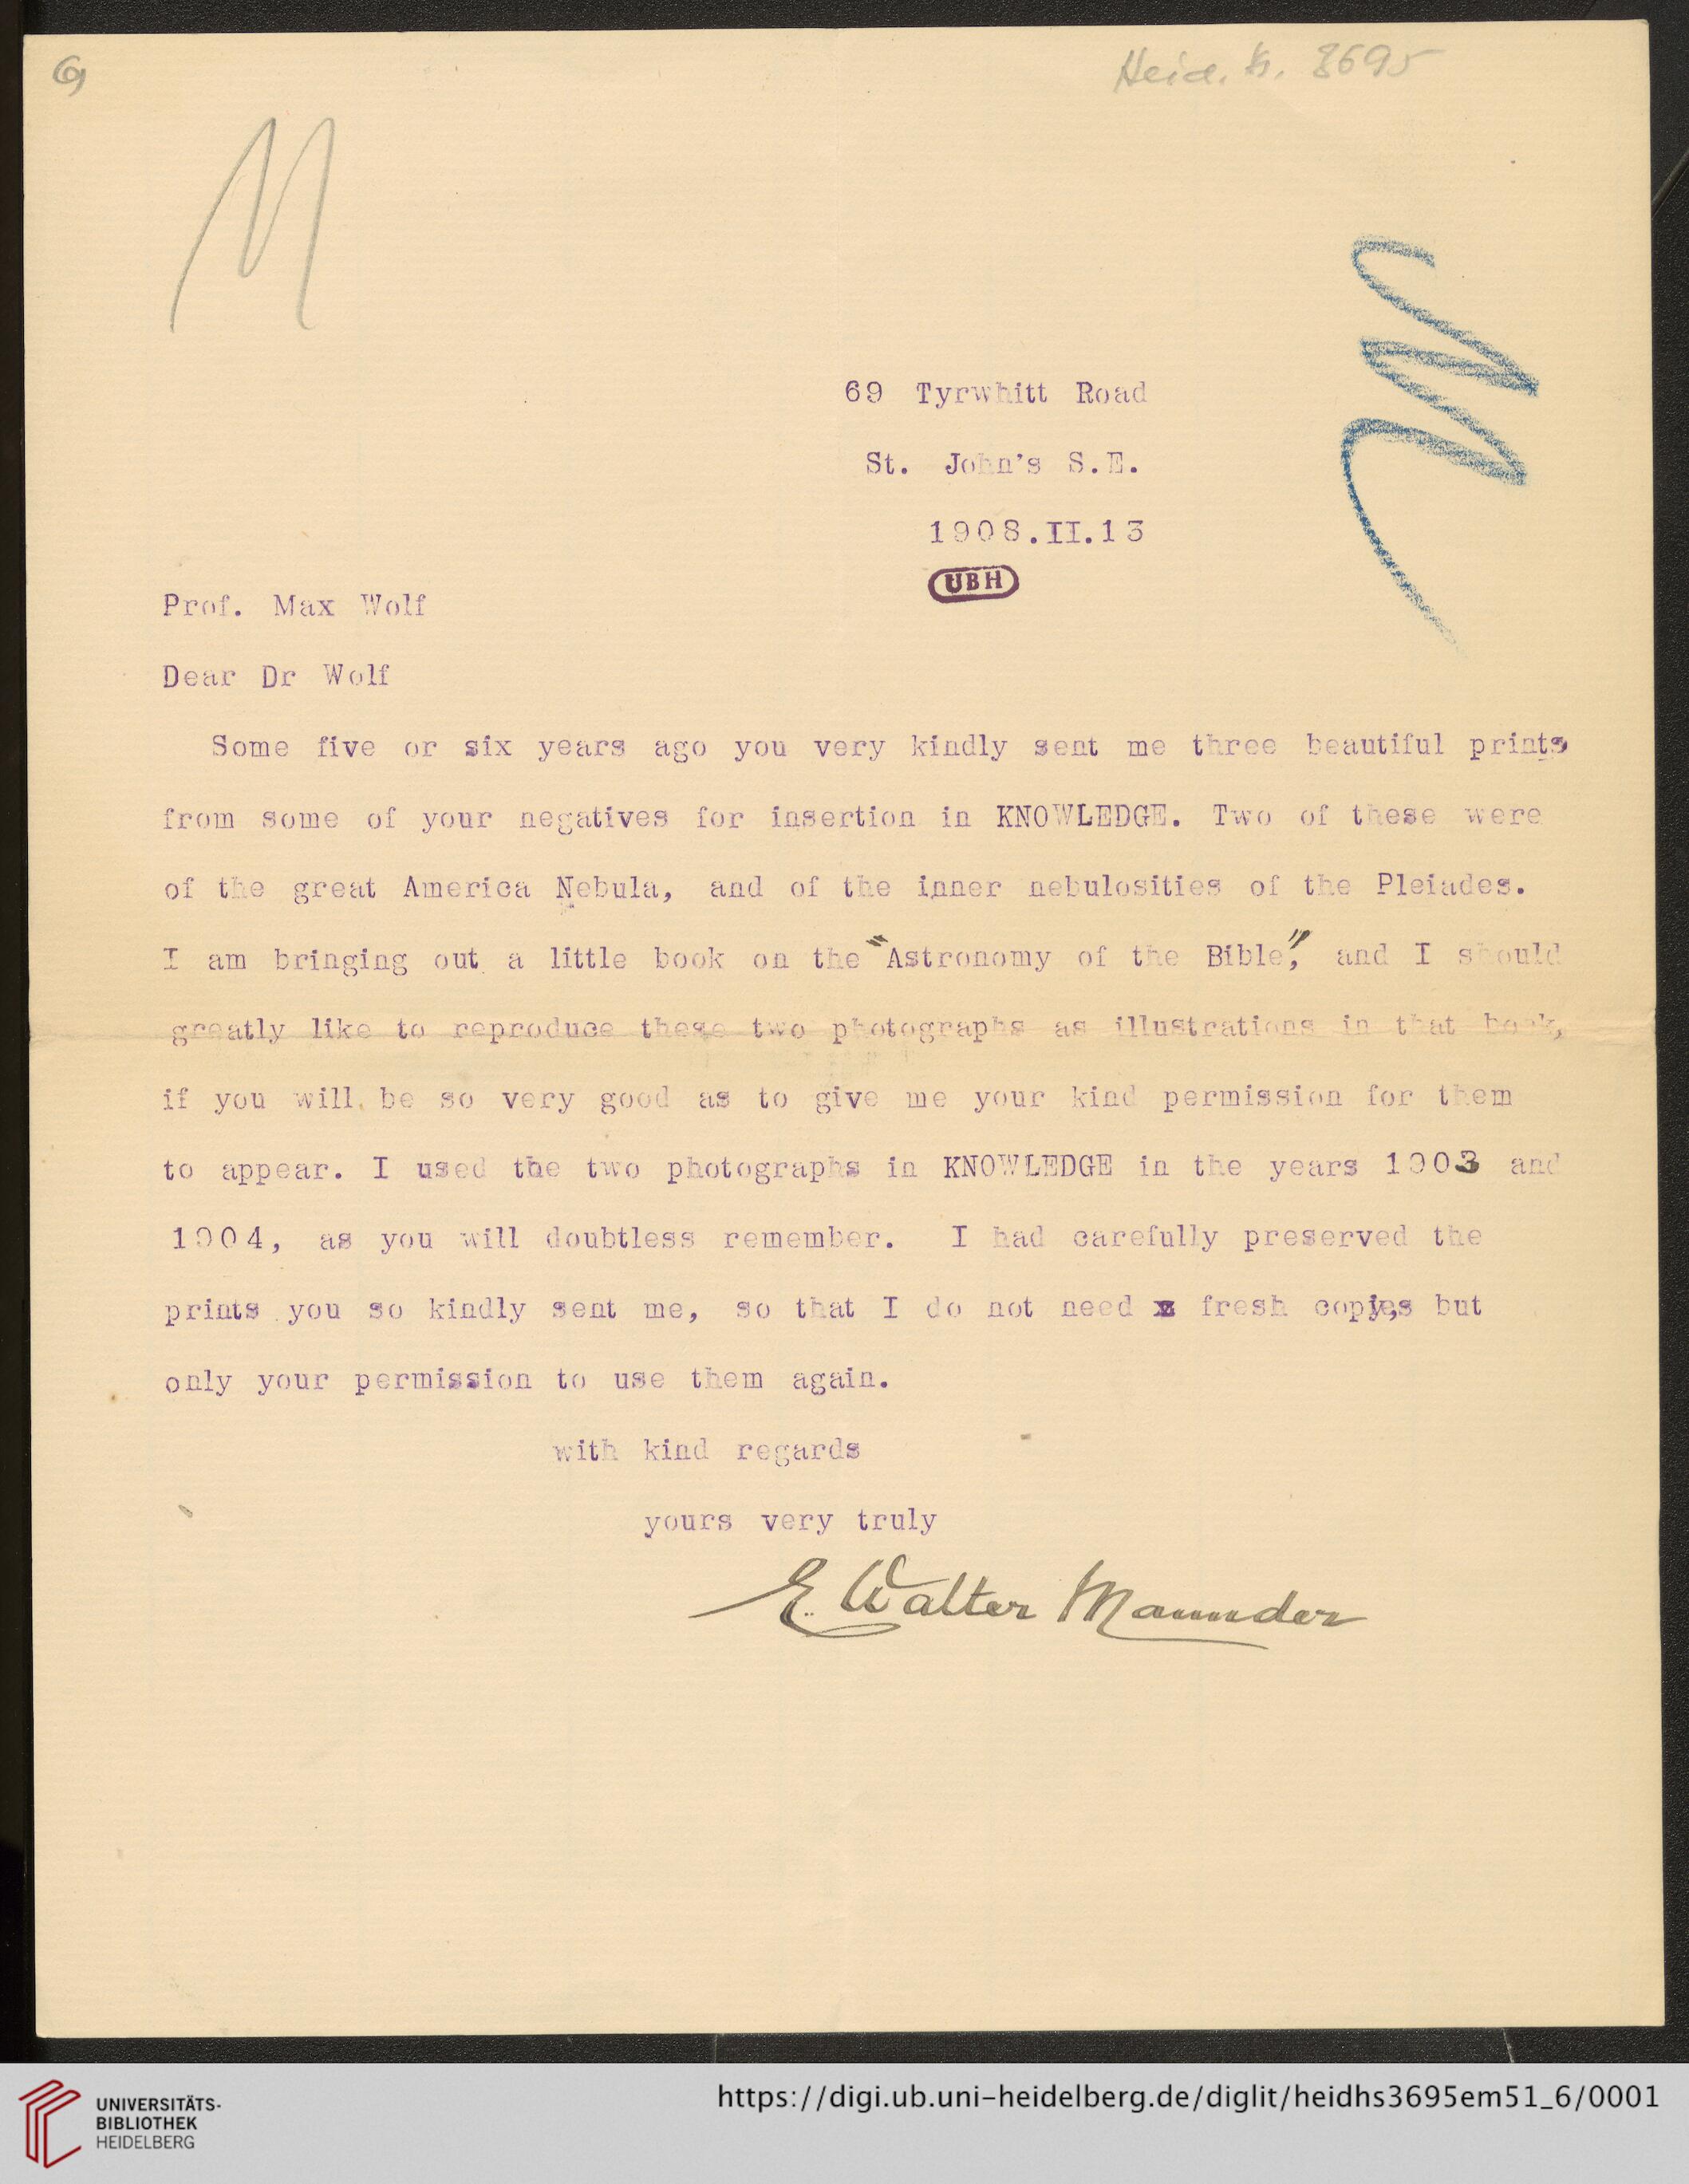 6
Heid. Hs. 3695
M
M
69 Tyrwhitt Road
St. John's S.E.
1908.II.13
UBH
Prof. Max Wolf
Dear Dr Wolf
Some five or six years ago you very kindly sent me three beautiful prints
from some of your negatives for insertion in KNOWLEDGE. Two of these were
of the great America Nebula, and of the inner nebulosities of the Pleiades.
I am bringing out a little book on the "Astronomy of the Bible", and I should
greatly like to reproduce these two photographs as illustrations in that book,
if you will be so very good as to give me your kind permission for them
to appear. I used the two photographs in KNOWLEDGE in the years 1903 and
1904, as you will doubtless remember. I had carefully preserved the
prints you so kindly sent me, so that I do not need fresh copies but
only your permission to use them again.
with kind regards
yours very truly
E. Walter Maunder
UNIVERSITÄTS-
BIBLIOTHEK
HEIDELBERG
https://digi.ub.uni-heidelberg.de/diglit/heidhs3695em51_6/0001